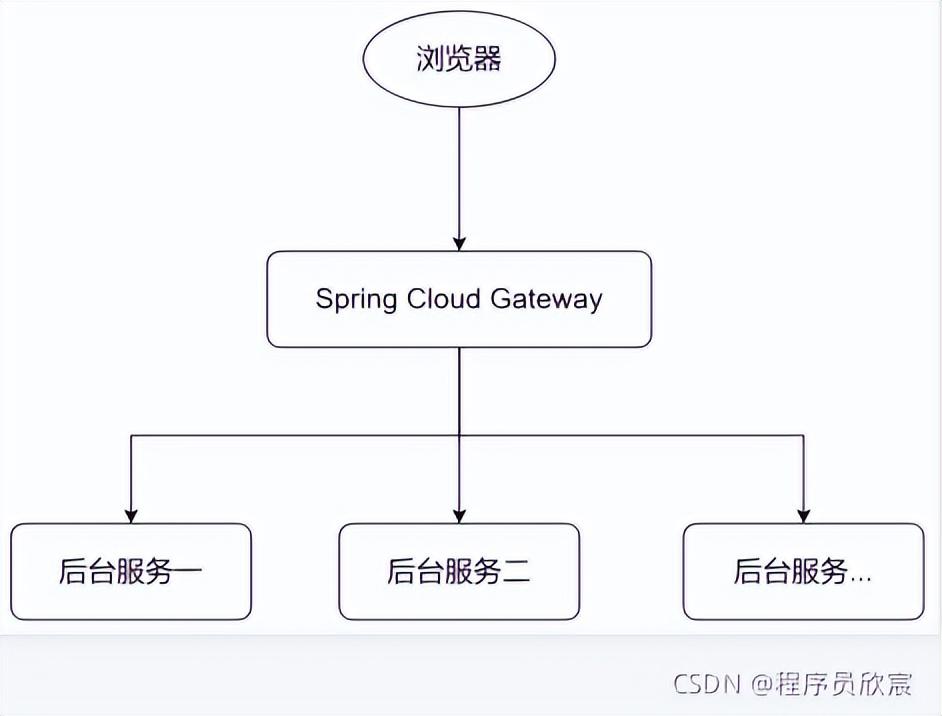 浏览器
Spring Cloud Gateway
后台服务一
后台服务二
后台服务...
CSDN @程序员欣宸